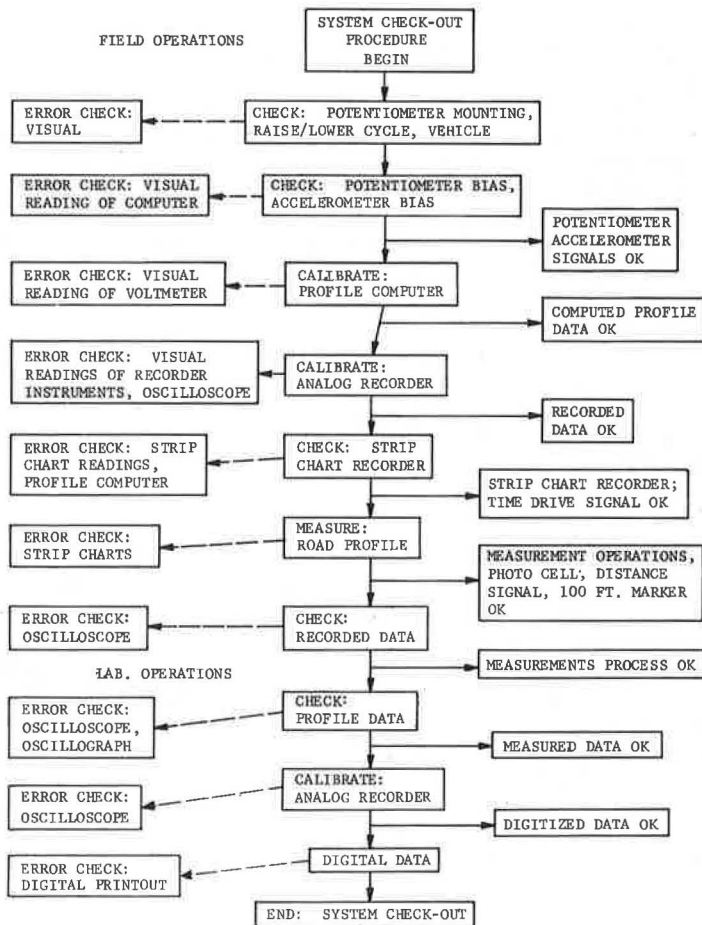 SYSTEM CHECK-OUT
PROCEDURE
BEGIN
FIELD OPERATIONS
ERROR CHECK:
VISUAL
CHECK: POTENTIOMETER MOUNTING,
RAISE/LOWER CYCLE, VEHICLE
ERROR CHECK: VISUAL
READING OF COMPUTER
CHECK: POTENTIOMETER BIAS,
ACCELEROMETER BIAS
POTENTIOMETER
ACCELEROMETER
SIGNALS OK
ERROR CHECK: VISUAL
READING OF VOLTMETER
CALIBRATE:
PROFILE COMPUTER
COMPUTED PROFILE
DATA OK
ERROR CHECK: VISUAL
READINGS OF RECORDER
INSTRUMENTS, OSCILLOSCOPE
CALIBRATE:
ANALOG RECORDER
RECORDED
DATA OK
ERROR CHECK: STRIP
CHART READINGS,
PROFILE COMPUTER
CHECK: STRIP
CHART RECORDER
STRIP CHART RECORDER;
TIME DRIVE SIGNAL OK
ERROR CHECK:
STRIP CHARTS
MEASURE:
ROAD PROFILE
MEASUREMENT OPERATIONS,
PHOTO CELL, DISTANCE
SIGNAL, 100 FT. MARKER
OK
ERROR CHECK:
OSCILLOSCOPE
CHECK:
RECORDED DATA
LAB. OPERATIONS
MEASUREMENTS PROCESS OK
ERROR CHECK:
OSCILLOSCOPE,
OSCILLOGRAPH
CHECK:
PROFILE DATA
MEASURED DATA OK
ERROR CHECK:
OSCILLOSCOPE
CALIBRATE:
ANALOG RECORDER
DIGITIZED DATA OK
ERROR CHECK:
DIGITAL PRINTOUT
DIGITAL DATA
END: SYSTEM CHECK-OUT